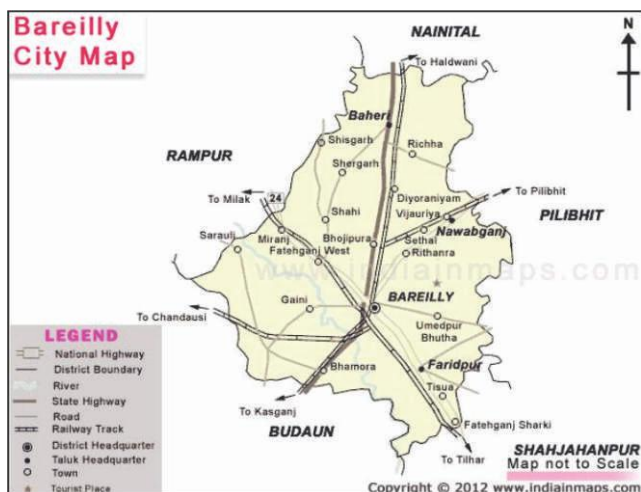 Bareilly
City Map
NAINITAL
N
To Haldwani
Baheri
Shisgarh
Richha
RAMPUR
Shergarh
To Milak
24
Diyoraniyam
To Pilibhit
Shahi
Vijauriya
PILIBHIT
Nawabganj
Sarauli
Miranj
Bhojipura
Sethal
Fatehganj West
Rithanra
www.indiainmaps.com
BAREILLY
Gaini
To Chandausi
Umedpur
Bhutha
LEGEND
National Highway
District Boundary
River
State Highway
Road
Railway Track
District Headquarter
Taluk Headquarter
Town
Tourist Place
Bhamora
Faridpur
Tisua
To Kasganj
BUDAUN
Fatehganj Sharki
To Tilhar
SHAHJAHANPUR
Map not to Scale
Copyright © 2012 www.indiainmaps.com